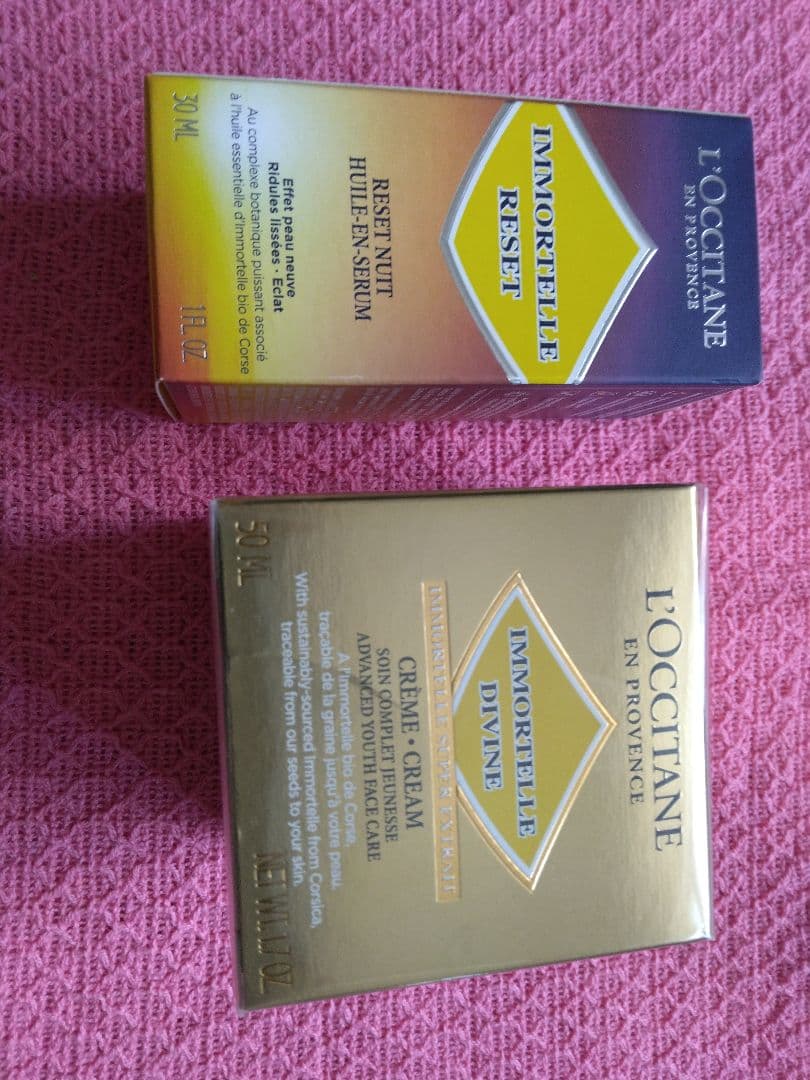 L'OCCITANE
EN PROVENCE
IMMORTELLE
RESET
RESET NUIT
HUILE-EN-SERUM
Effet peau neuve
Ridules lissées · Eclat
Au complexe botanique puissant associé
à l'huile essentielle d'Immortelle bio de Corse
30 ML
1 FL. OZ
L'OCCITANE
EN PROVENCE
IMMORTELLE
DIVINE
IMMORTELLE SUPER EXTRAIT
CRÈME • CREAM
SOIN COMPLET JEUNESSE
ADVANCED YOUTH FACE CARE
A l'Immortelle bio de Corse,
traçable de la graine jusqu'à votre peau.
With sustainably-sourced Immortelle from Corsica,
traceable from our seeds to your skin.
50 ML
NET WT. 1.7 OZ